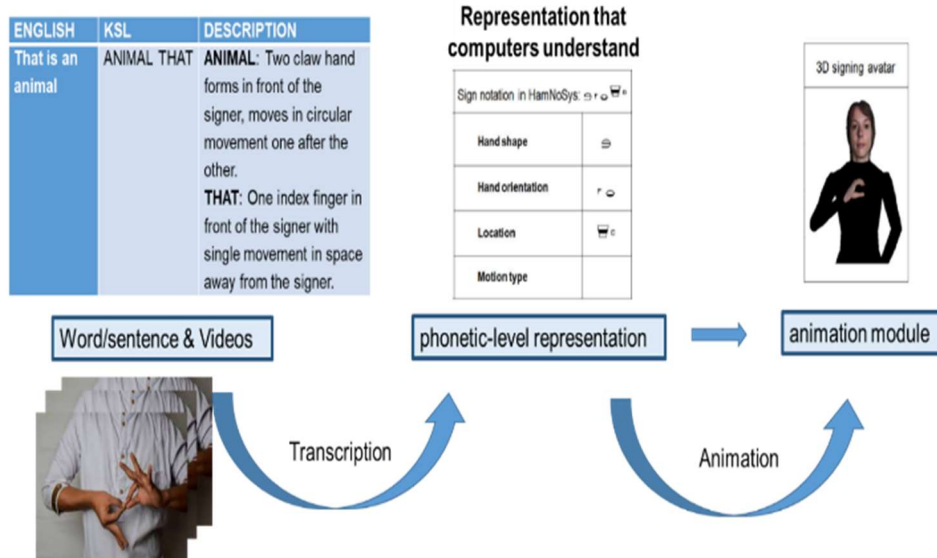 ENGLISH KSL DESCRIPTION
That is an animal
ANIMAL THAT
ANIMAL: Two claw hand
forms in front of the
signer, moves in circular
movement one after the
other.
THAT: One index finger in
front of the signer with
single movement in space
away from the signer.
Representation that
computers understand
Sign notation in HamNoSys:
Hand shape
Hand orientation
Location
Motion type
3D signing avatar
Word/sentence & Videos
phonetic-level representation
animation module
Transcription
Animation